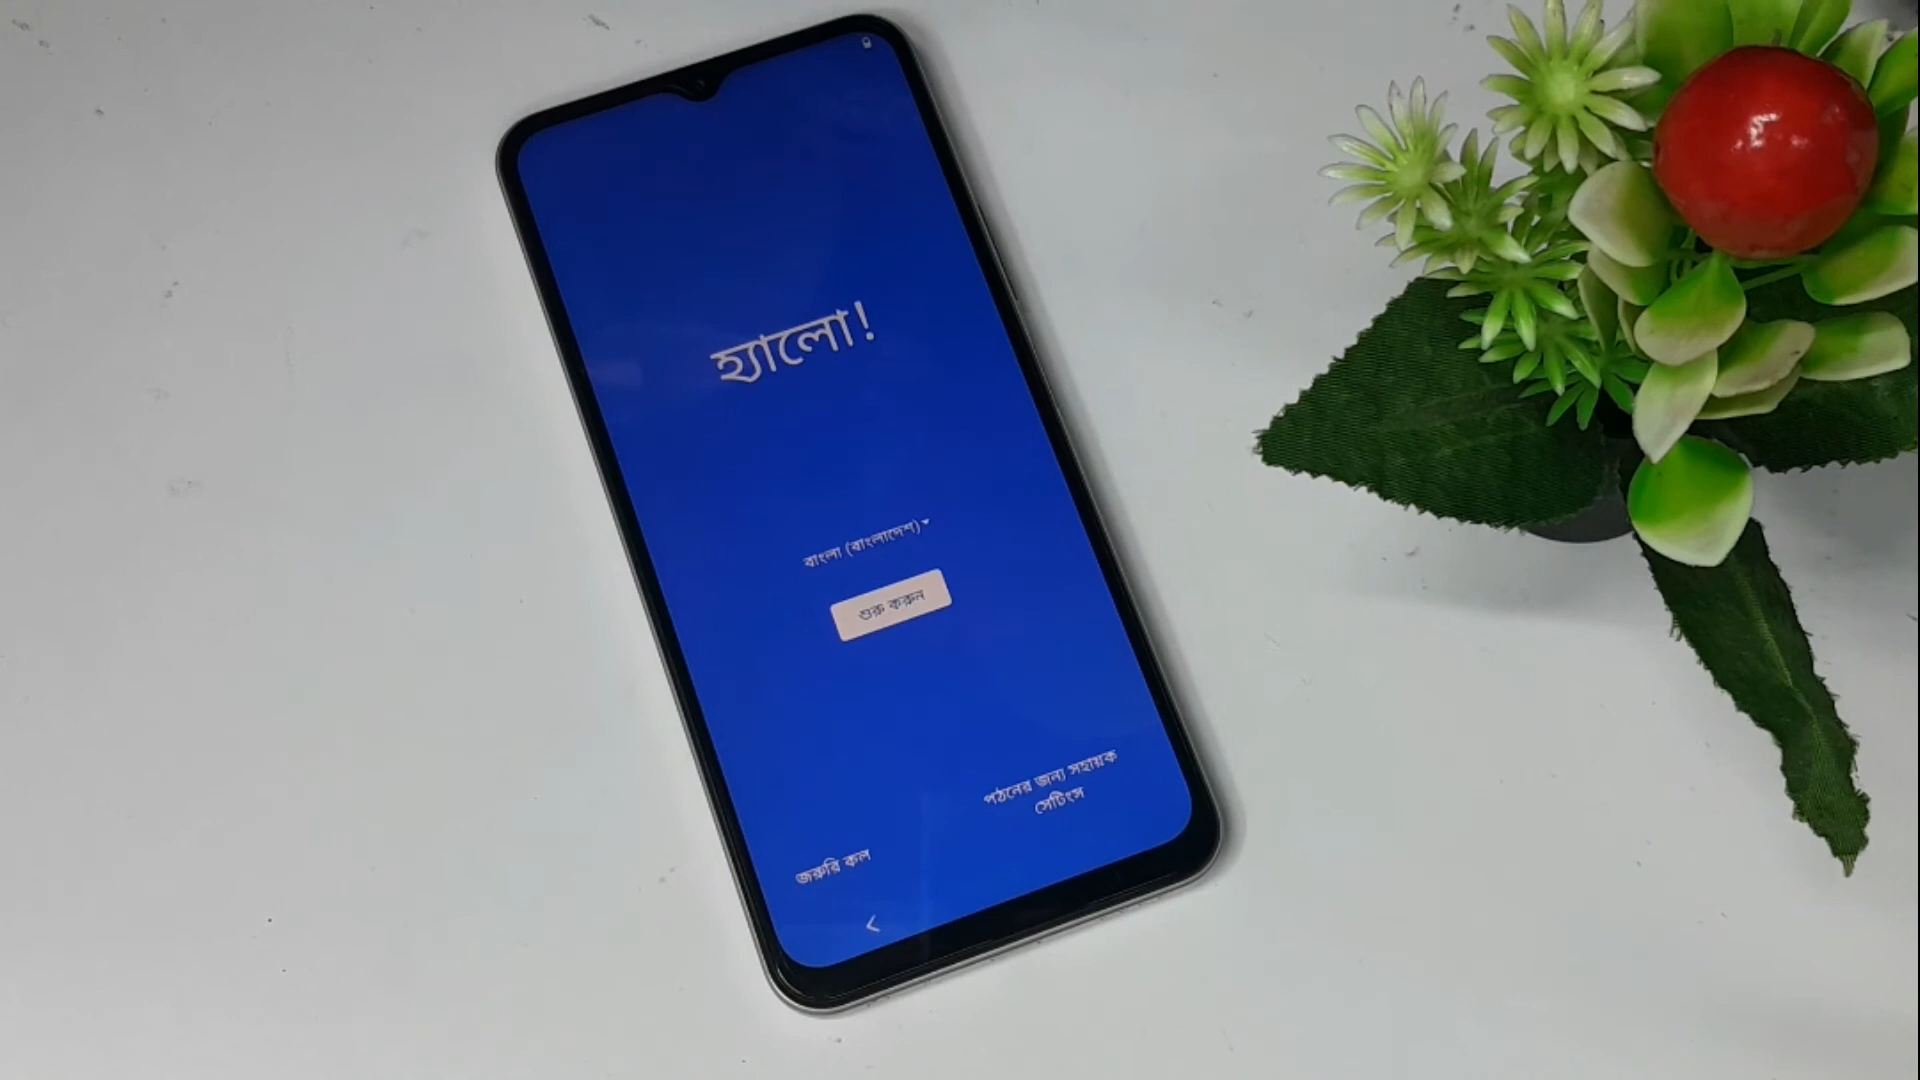 হ্যালো!
বাংলা (বাংলাদেশ)
শুরু করুন
পঠনের জন্য সহায়ক
সেটিংস
জরুরি কল